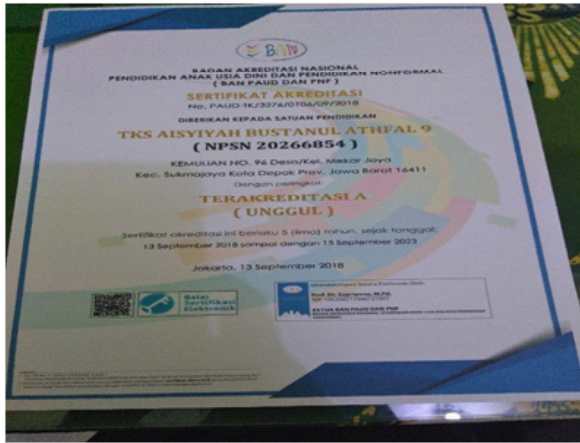 BAN
BADAN AKREDITASI NASIONAL
PENDIDIKAN ANAK USIA DINI DAN PENDIDIKAN NONFORMAL
( BAN PAUD DAN PNF )
SERTIFIKAT AKREDITASI
No. PAUD-TK/3276/0106/09/2018
DIBERIKAN KEPADA SATUAN PENDIDIKAN
TKS AISYIYAH BUSTANUL ATHFAL 9
( NPSN 20266854 )
KEMULIAN NO. 96 Desa/Kel. Mekar Jaya
Kec. Sukmajaya Kota Depok Prov. Jawa Barat 16411
Dengan peringkat:
TERAKREDITASI A
( UNGGUL )
Sertifikat akreditasi ini berlaku 5 (lima) tahun, sejak tanggal:
13 September 2018 sampai dengan 13 September 2023
Jakarta, 13 September 2018
Balai
Sertifikasi
Elektronik
KETUA BAN PAUD DAN PNF